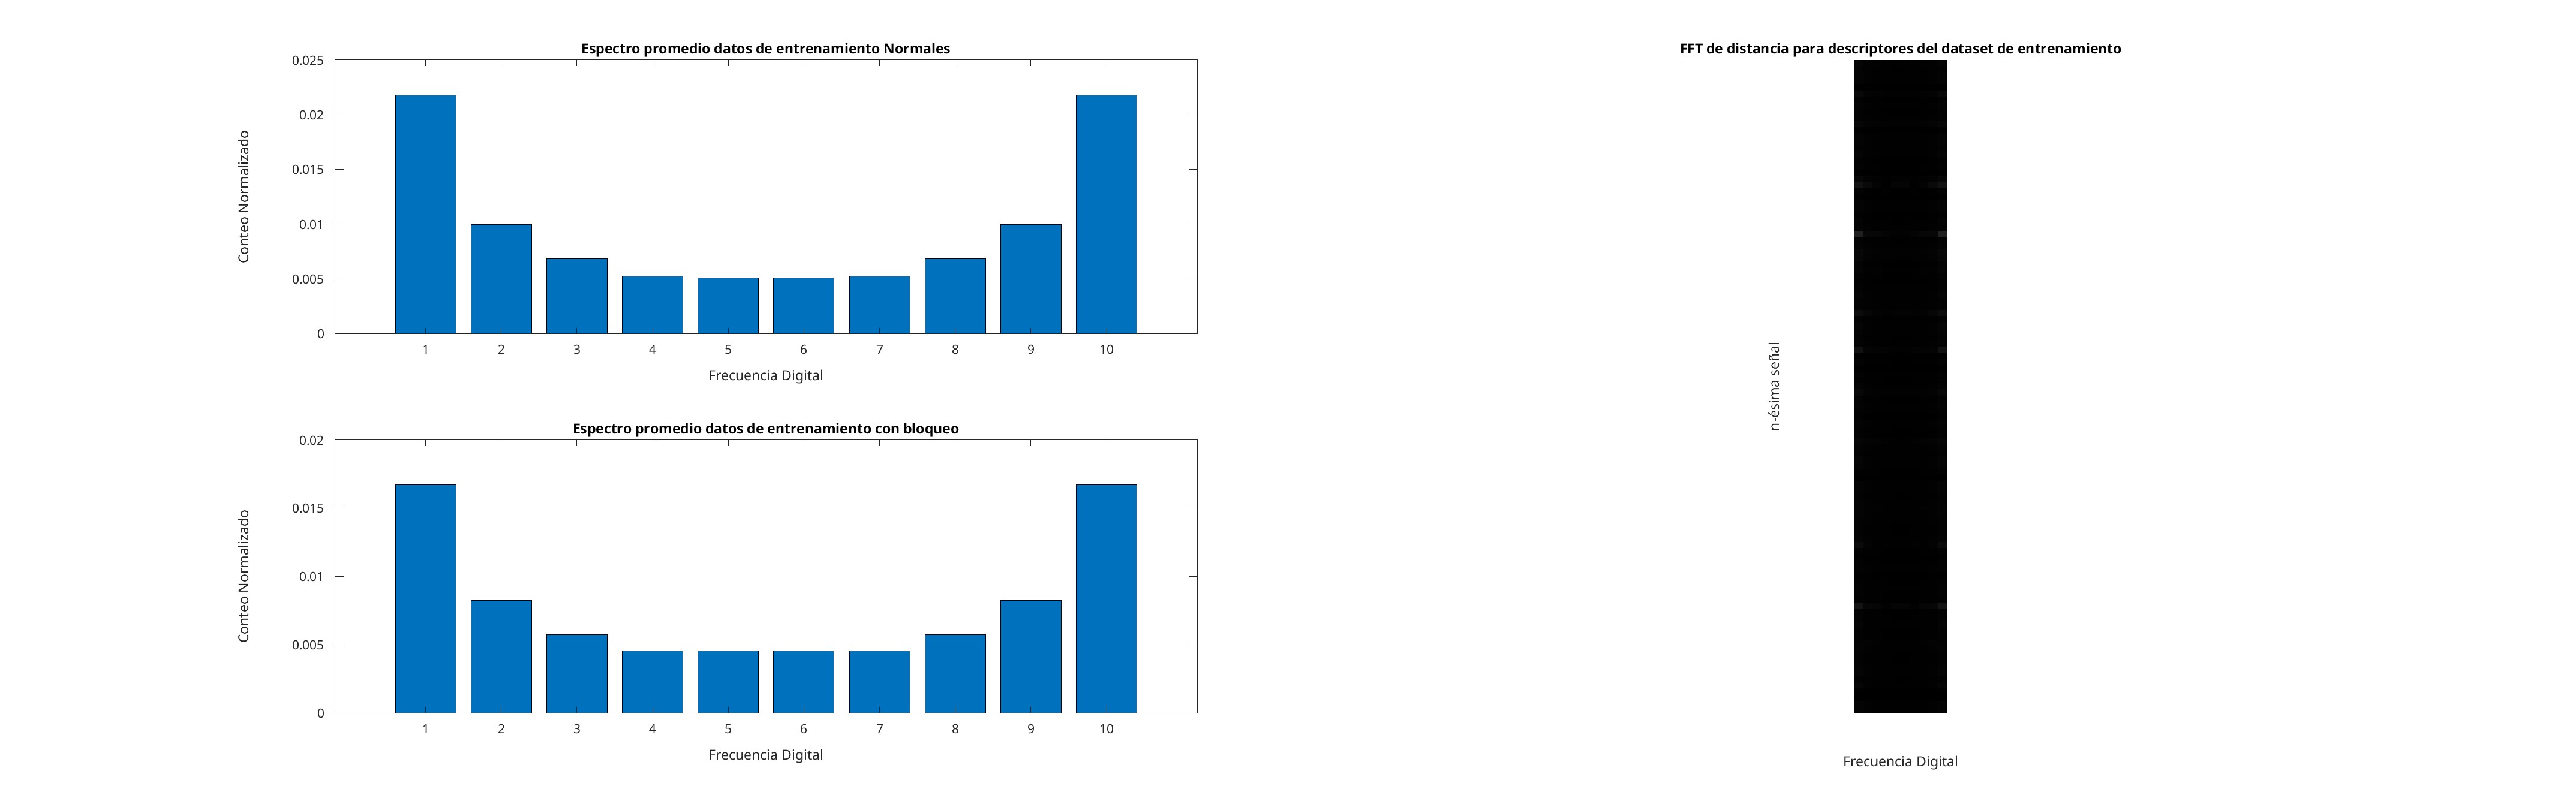 Espectro promedio datos de entrenamiento Normales
0.025
0.02
0.015
0.01
0.005
0
Conteo Normalizado
1 2 3 4 5 6 7 8 9 10
Frecuencia Digital
Espectro promedio datos de entrenamiento con bloqueo
0.02
0.015
0.01
0.005
0
Conteo Normalizado
1 2 3 4 5 6 7 8 9 10
Frecuencia Digital
FFT de distancia para descriptores del dataset de entrenamiento
n-ésima señal
Frecuencia Digital